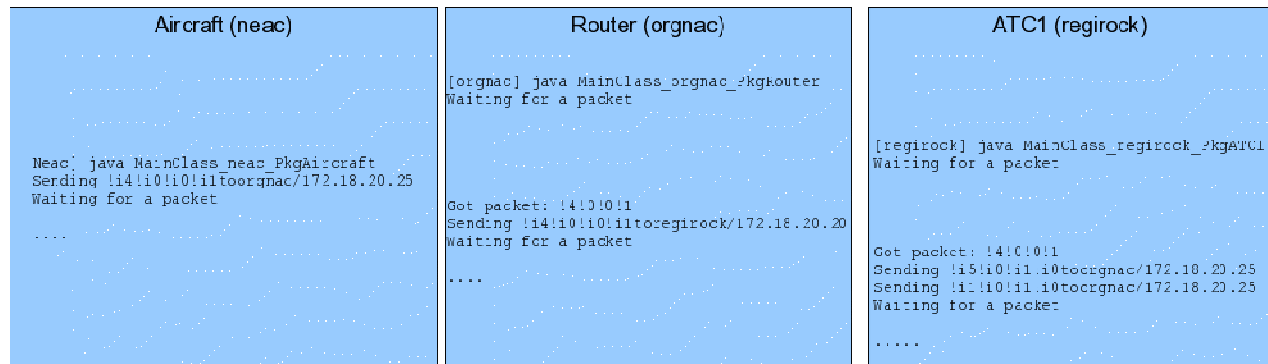 Aircraft (neac)
Neac] java MainClass_neac_PkgAircraft
Sending !i4!i0!i0!i1toorgnac/172.18.20.25
Waiting for a packet
....
Router (orgnac)
[orgnac] java MainClass_orgnac_PkgRouter
Waiting for a packet
Got packet: !4!0!0!1
Sending !i4!i0!i0!i1toregirock/172.18.20.20
Waiting for a packet
....
ATC1 (regirock)
[regirock] java MainClass_regirock_PkgATC1
Waiting for a packet
Got packet: !4!0!0!1
Sending !i5!i0!i1!i0toorgnac/172.18.20.25
Sending !i1!i0!i1!i0toorgnac/172.18.20.25
Waiting for a packet
.....